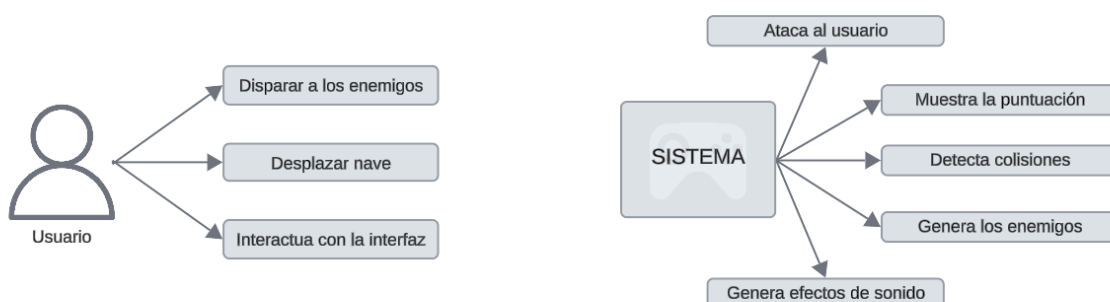 Disparar a los enemigos
Desplazar nave
Interactua con la interfaz
Usuario
Ataca al usuario
Muestra la puntuación
SISTEMA
Detecta colisiones
Genera los enemigos
Genera efectos de sonido